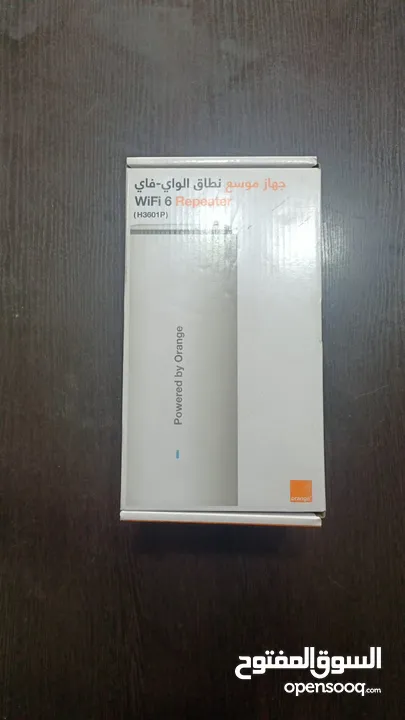 جهاز موسع نطاق الواي-فاي
WiFi 6 Repeater
(H3601P)
Powered by Orange
orange
السوق المفتوح
opensooq.com